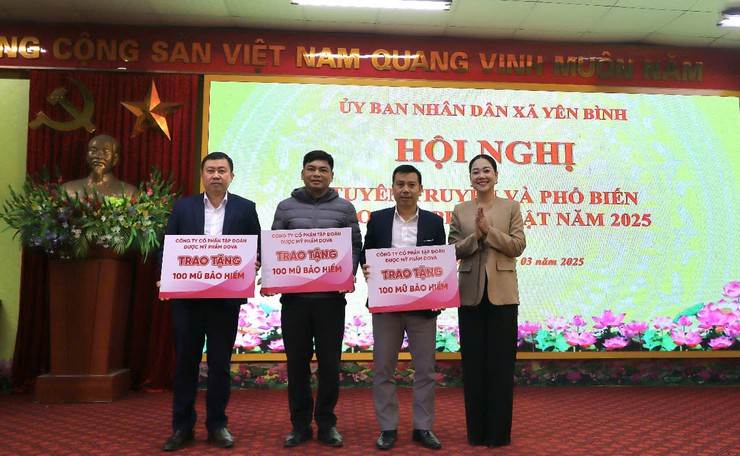 NG CỘNG SẢN VIỆT NAM QUANG VINH MUÔN NĂM
ỦY BAN NHÂN DÂN XÃ YÊN BÌNH
HỘI NGHỊ
TUYÊN TRUYỀN VÀ PHỔ BIẾN
NĂM 2025
03 năm 2025
CÔNG TY CỔ PHẦN TẬP ĐOÀN
DƯỢC MỸ PHẨM DOVA
TRAO TẶNG
100 MŨ BẢO HIỂM
CÔNG TY CỔ PHẦN TẬP ĐOÀN
DƯỢC MỸ PHẨM DOVA
TRAO TẶNG
100 MŨ BẢO HIỂM
CÔNG TY CỔ PHẦN TẬP ĐOÀN
DƯỢC MỸ PHẨM DOVA
TRAO TẶNG
100 MŨ BẢO HIỂM